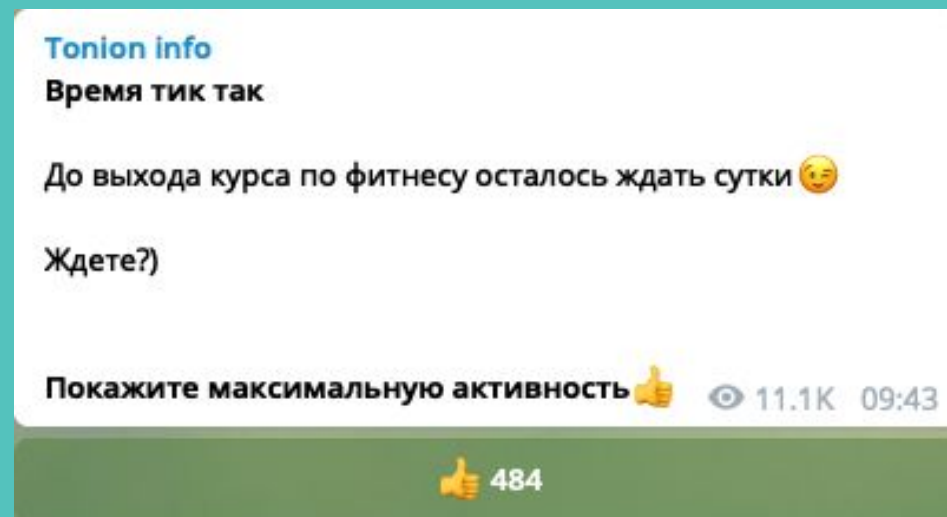 Tonion info
Время тик так
До выхода курса по фитнесу осталось ждать сутки😉
Ждете?)
Покажите максимальную активность👍 11.1K 09:43
👍 484